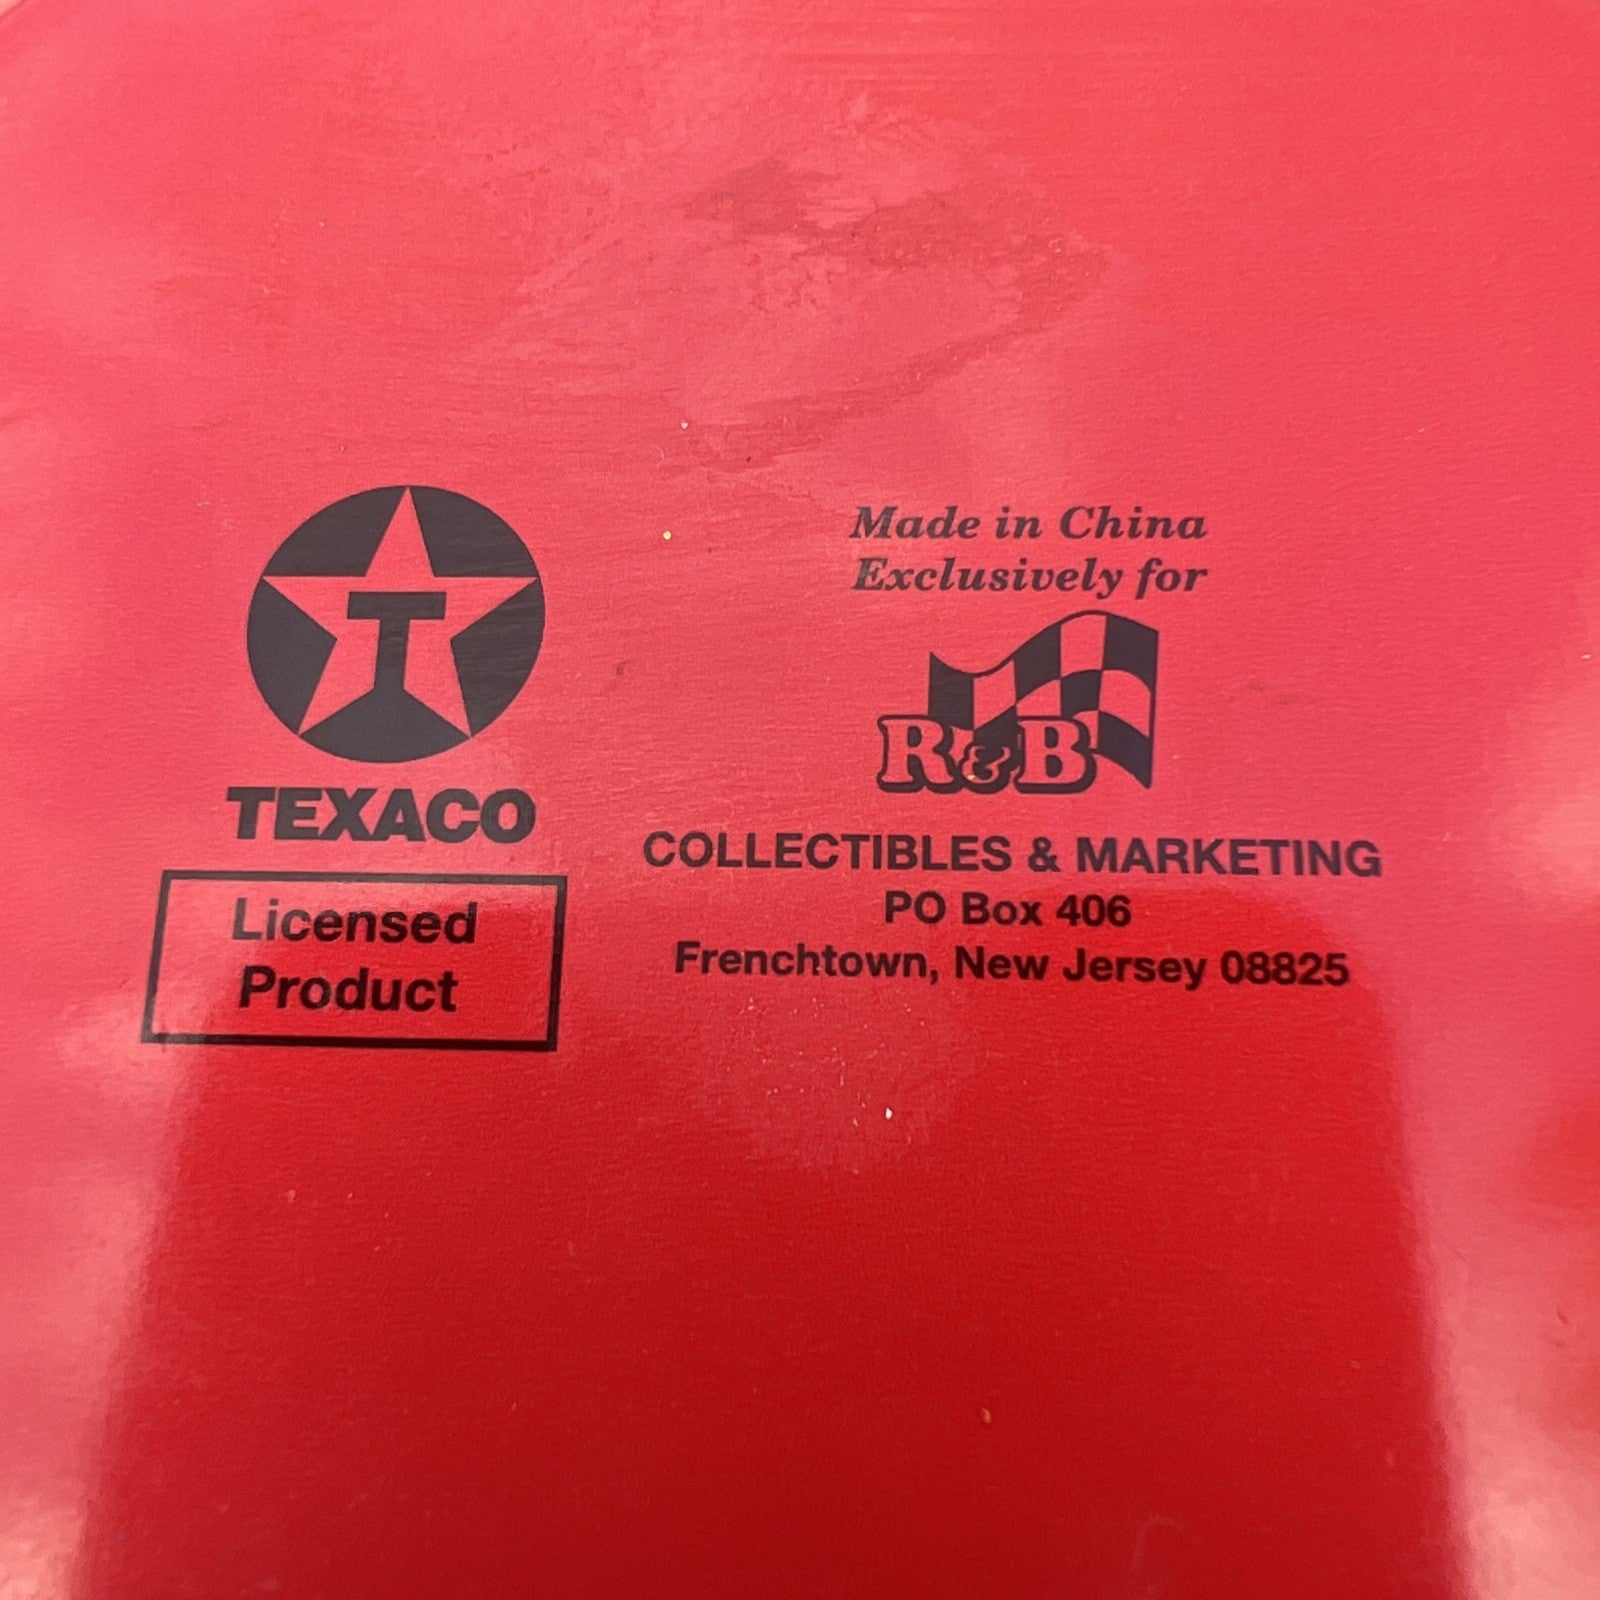 T
TEXACO
Licensed
Product
Made in China
Exclusively for
R&B
COLLECTIBLES & MARKETING
PO Box 406
Frenchtown, New Jersey 08825